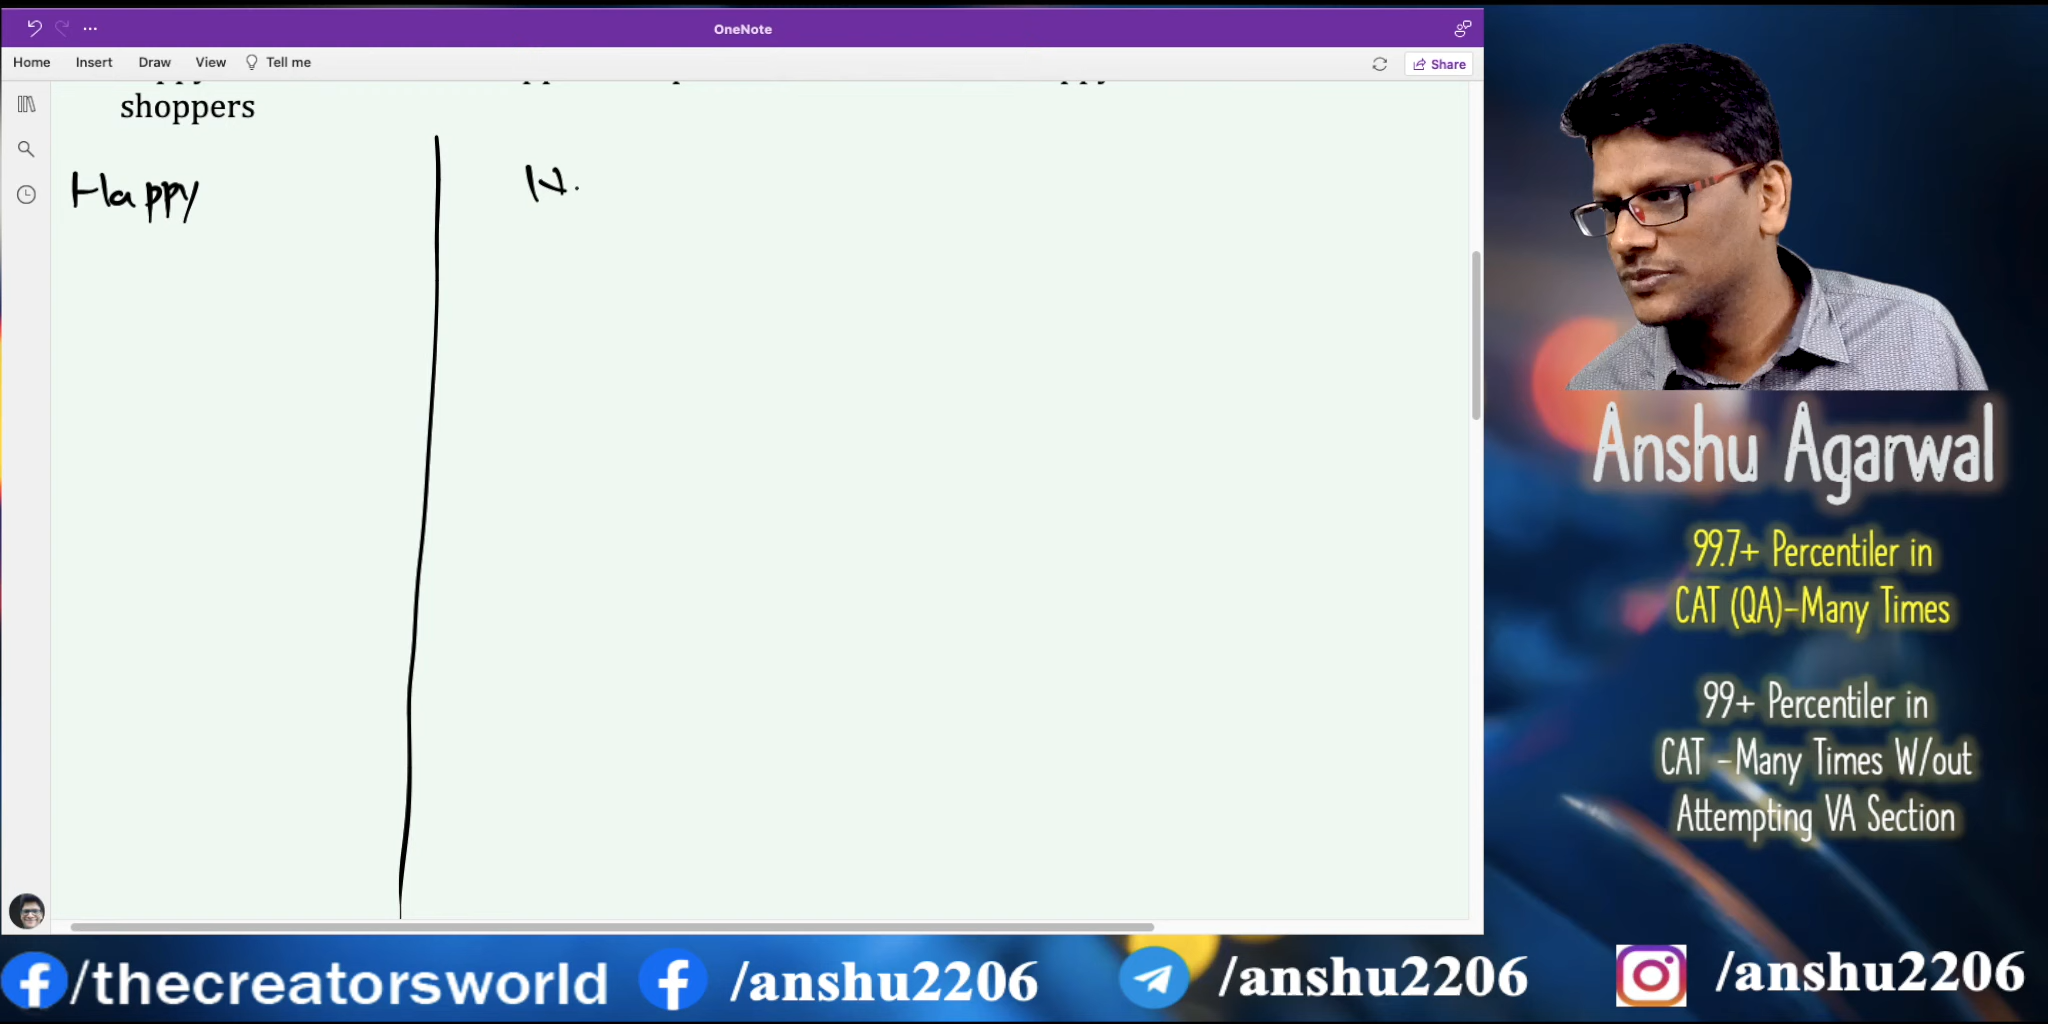 OneNote
Home Insert Draw View Tell me Share
shoppers
Happy N.
Anshu Agarwal
99.7+ Percentiler in
CAT (QA)-Many Times
99+ Percentiler in
CAT -Many Times W/out
Attempting VA Section
/thecreatorsworld /anshu2206 /anshu2206 /anshu2206